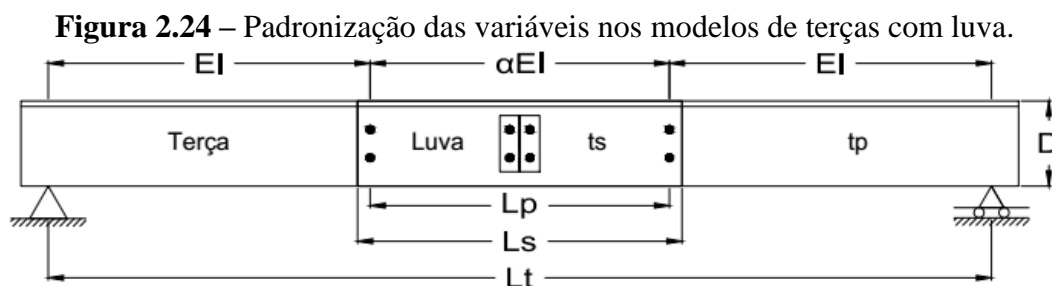 Figura 2.24 – Padronização das variáveis nos modelos de terças com luva.
EI αEI EI
Terça Luva ts tp D
Lp
Ls
Lt